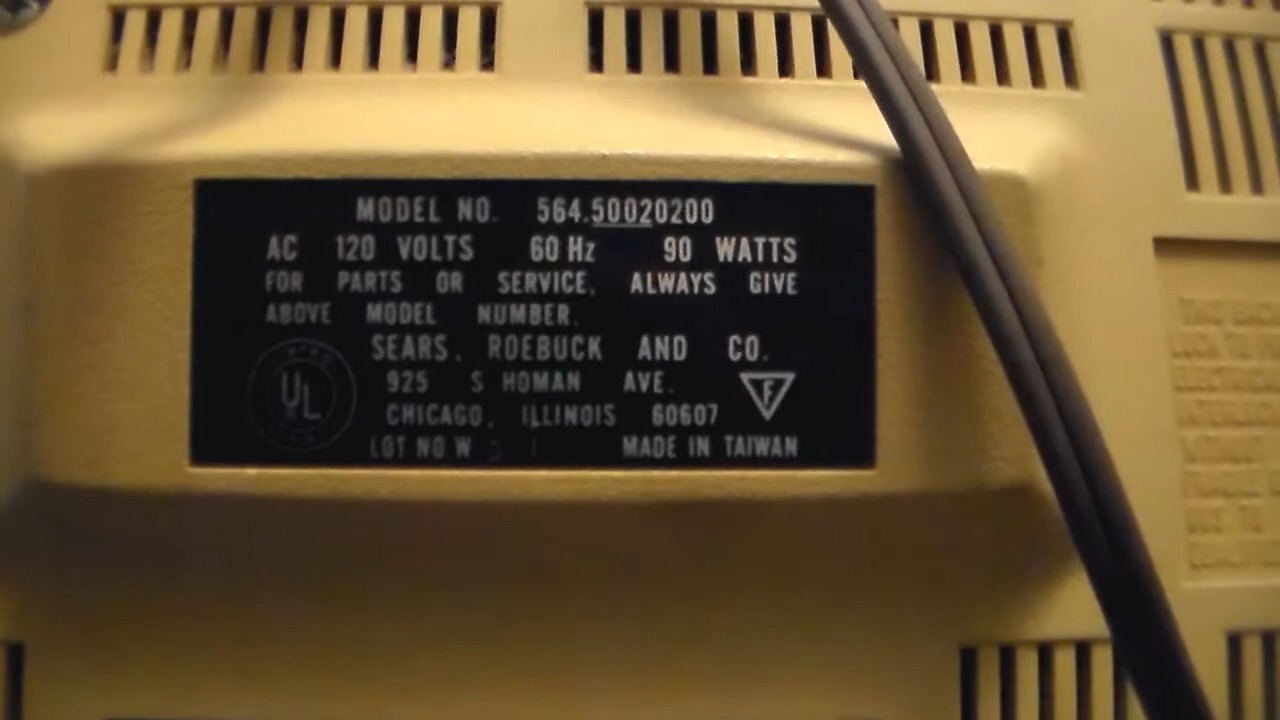 MODEL NO. 564.50020200
AC 120 VOLTS 60 Hz 90 WATTS
FOR PARTS OR SERVICE, ALWAYS GIVE
ABOVE MODEL NUMBER.
SEARS, ROEBUCK AND CO.
925 S HOMAN AVE.
CHICAGO, ILLINOIS 60607
LOT NO W
MADE IN TAIWAN
UL
F